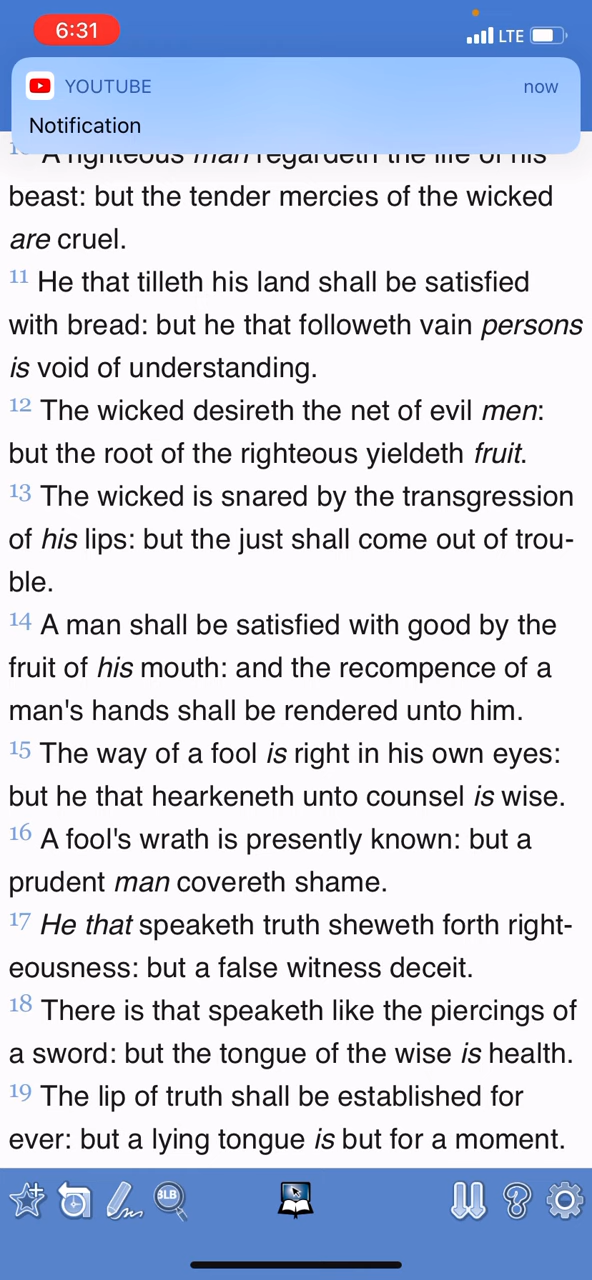 6:31
LTE
YOUTUBE
now
Notification
A righteous man regardeth the life of his
beast: but the tender mercies of the wicked
are cruel.
11 He that tilleth his land shall be satisfied
with bread: but he that followeth vain persons
is void of understanding.
12 The wicked desireth the net of evil men:
but the root of the righteous yieldeth fruit.
13 The wicked is snared by the transgression
of his lips: but the just shall come out of trou-
ble.
14 A man shall be satisfied with good by the
fruit of his mouth: and the recompence of a
man's hands shall be rendered unto him.
15 The way of a fool is right in his own eyes:
but he that hearkeneth unto counsel is wise.
16 A fool's wrath is presently known: but a
prudent man covereth shame.
17 He that speaketh truth sheweth forth right-
eousness: but a false witness deceit.
18 There is that speaketh like the piercings of
a sword: but the tongue of the wise is health.
19 The lip of truth shall be established for
ever: but a lying tongue is but for a moment.
BLB